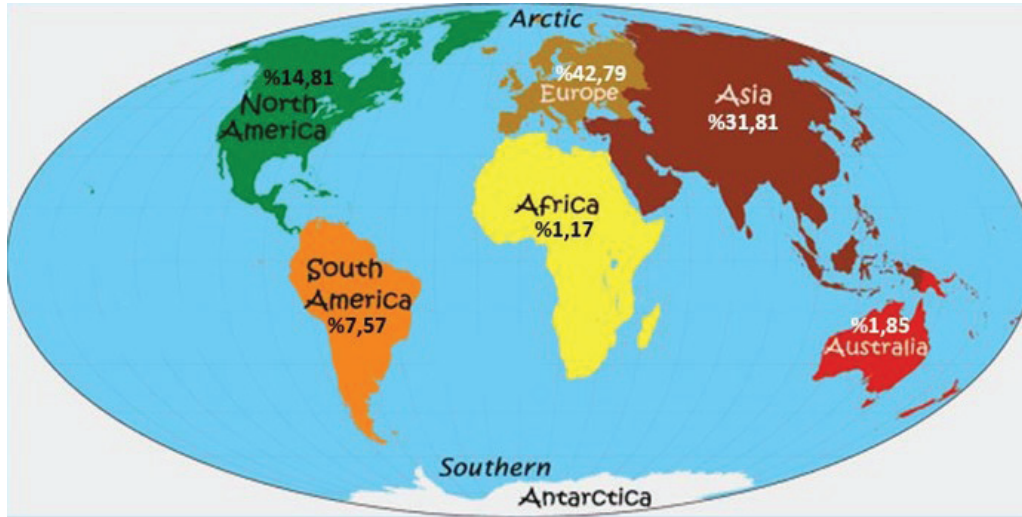 Arctic
%14,81
North
America
%42,79
Europe
Asia
%31,81
Africa
%1,17
South
America
%7,57
%1,85
Australia
Southern
Antarctica